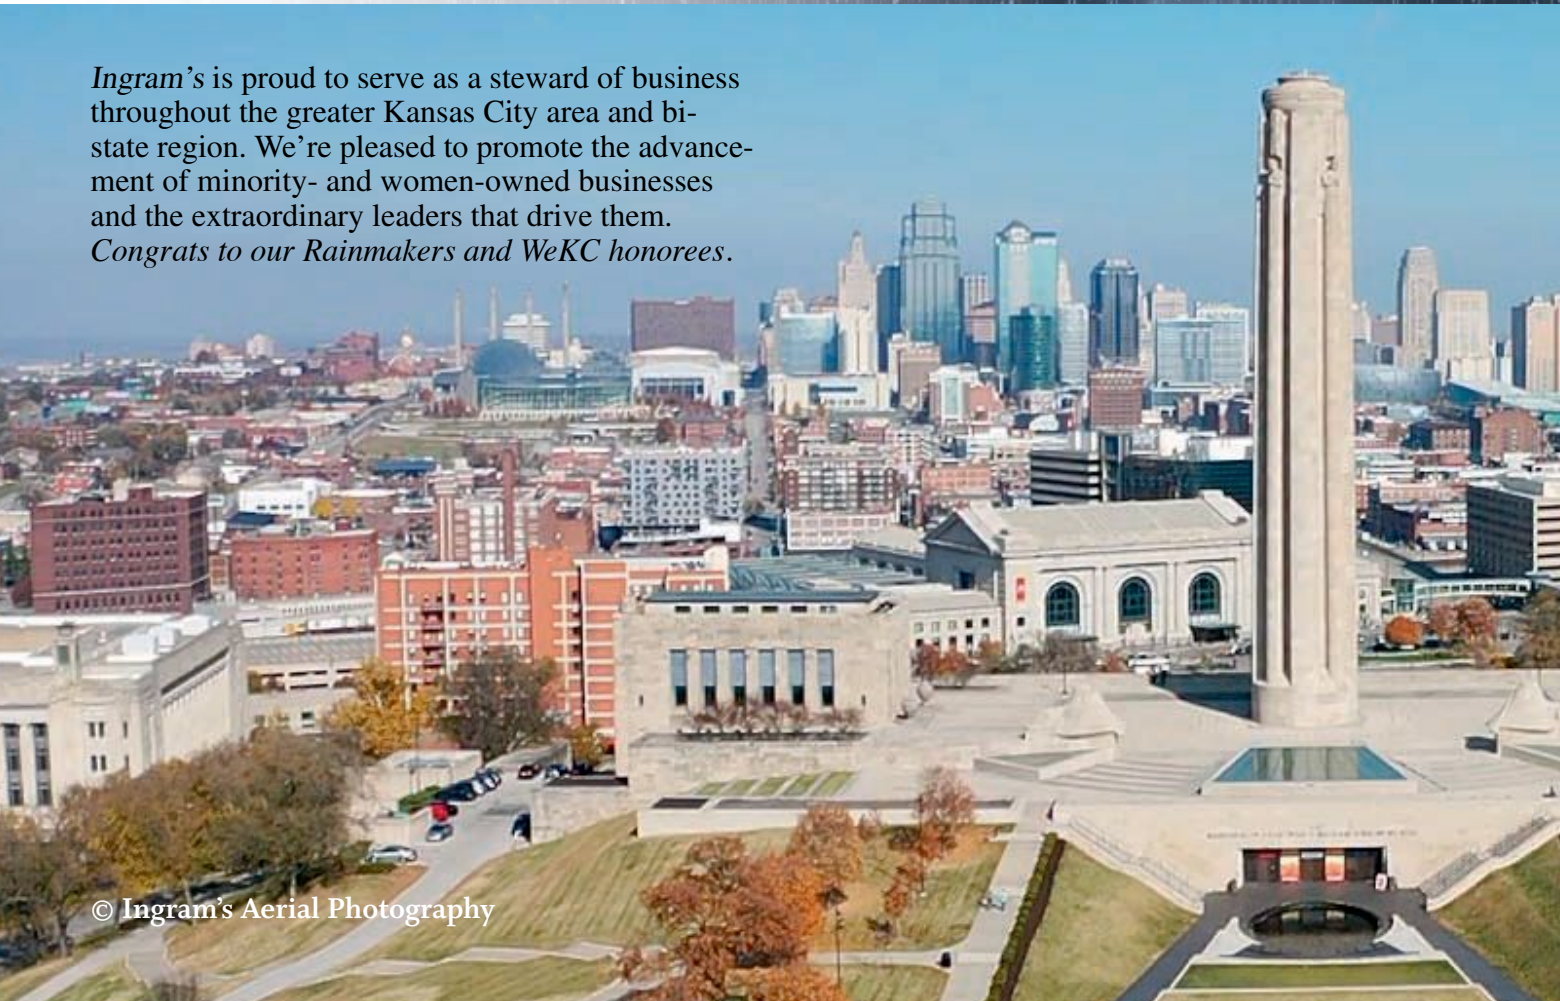 Ingram’s is proud to serve as a steward of business
throughout the greater Kansas City area and bi-
state region. We’re pleased to promote the advance-
ment of minority- and women-owned businesses
and the extraordinary leaders that drive them.
Congrats to our Rainmakers and WeKC honorees.
© Ingram’s Aerial Photography